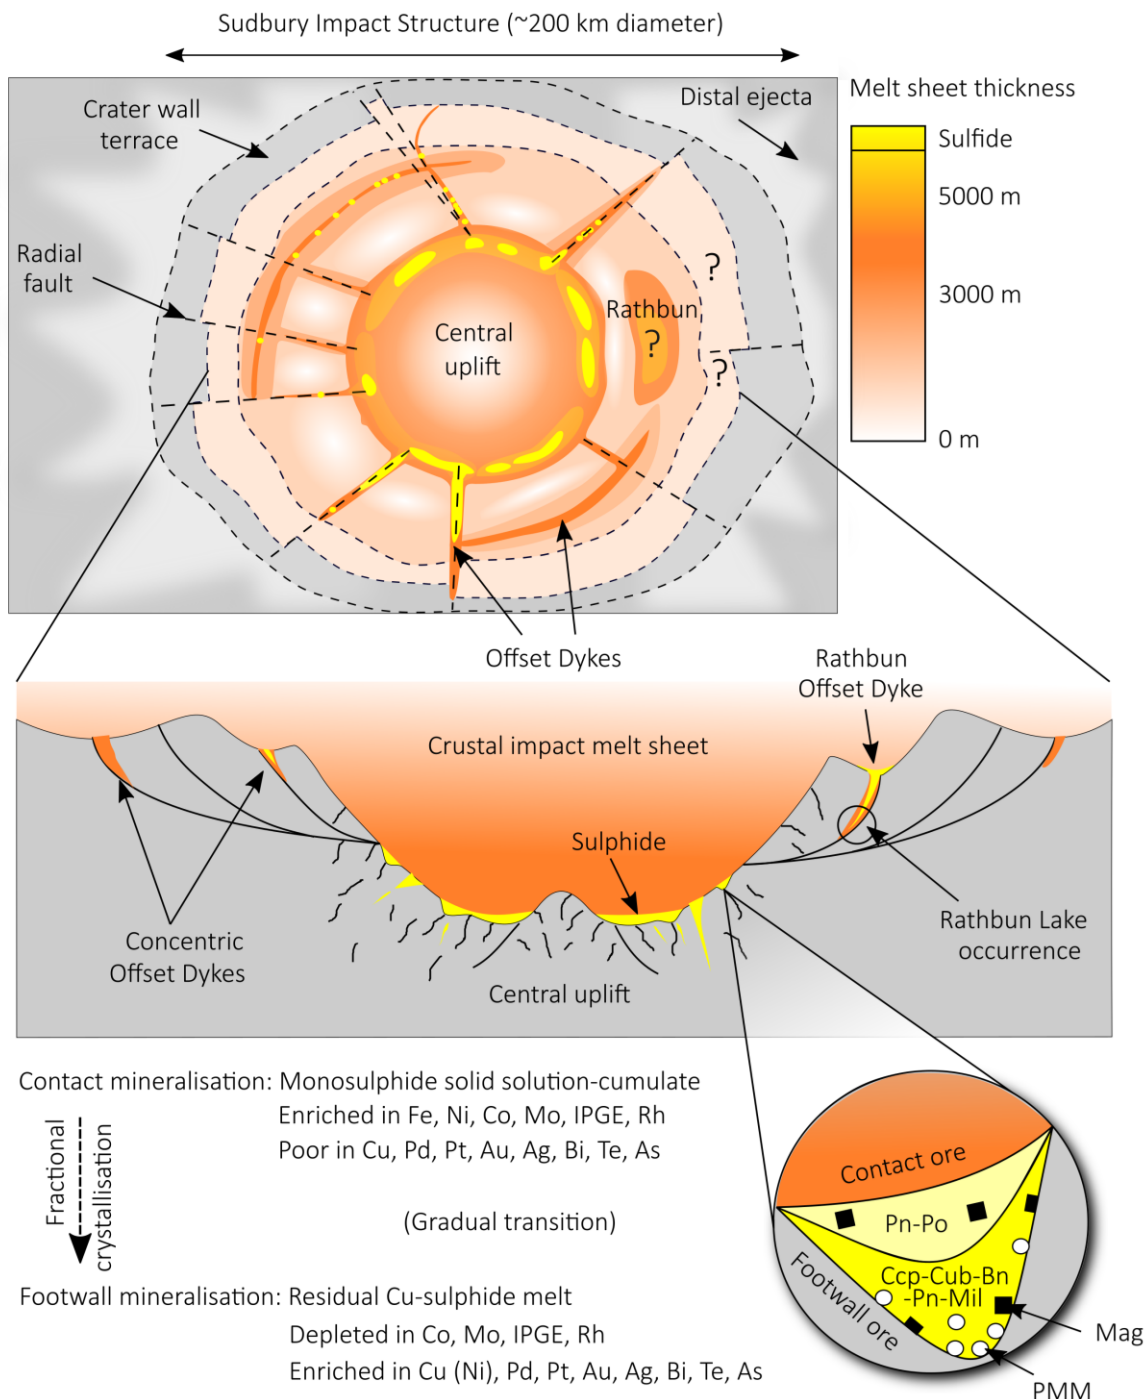 Sudbury Impact Structure (~200 km diameter)
Crater wall
terrace
Distal ejecta
Melt sheet thickness
Sulfide
5000 m
3000 m
0 m
Radial
fault
Central
uplift
Rathbun
?
?
?
Offset Dykes
Rathbun
Offset Dyke
Crustal impact melt sheet
Sulphide
Concentric
Offset Dykes
Central uplift
Rathbun Lake
occurrence
Contact mineralisation: Monosulphide solid solution-cumulate
Enriched in Fe, Ni, Co, Mo, IPGE, Rh
Poor in Cu, Pd, Pt, Au, Ag, Bi, Te, As
Fractional
crystallisation
(Gradual transition)
Footwall mineralisation: Residual Cu-sulphide melt
Depleted in Co, Mo, IPGE, Rh
Enriched in Cu (Ni), Pd, Pt, Au, Ag, Bi, Te, As
Contact ore
Pn-Po
Ccp-Cub-Bn
-Pn-Mil
Footwall ore
Mag
PMM